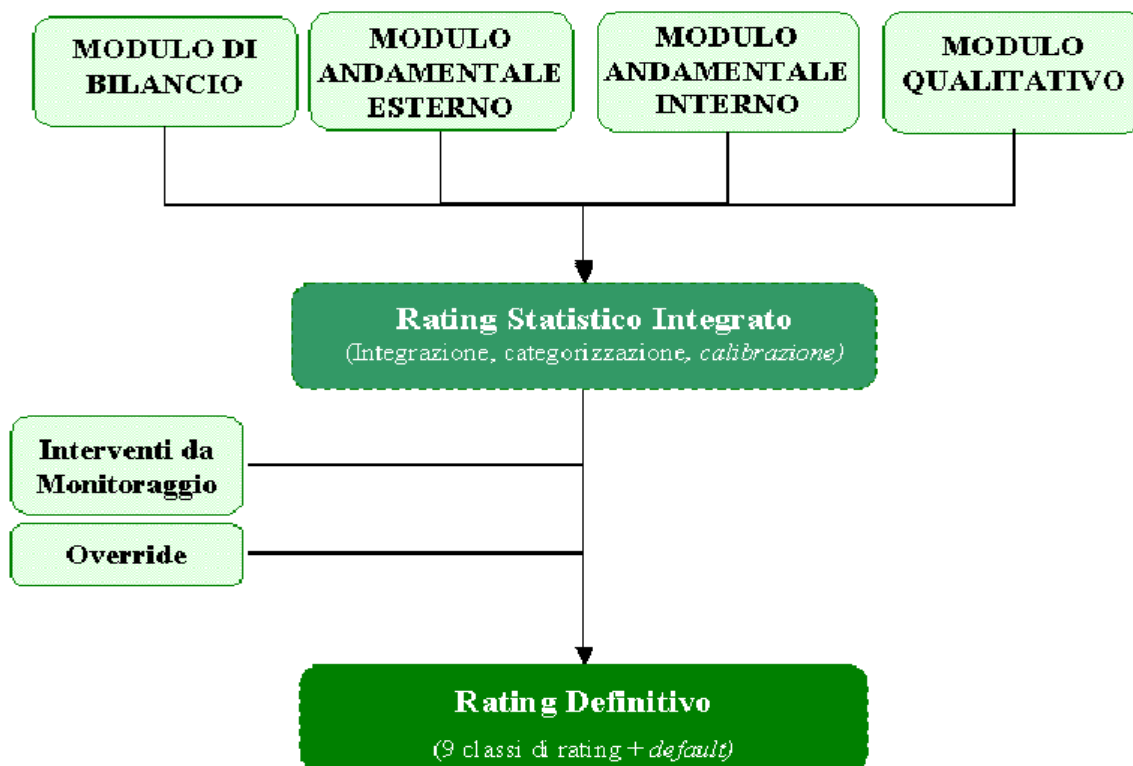 MODULO DI
BILANCIO
MODULO
ANDAMENTALE
ESTERNO
MODULO
ANDAMENTALE
INTERNO
MODULO
QUALITATIVO
Rating Statistico Integrato
(Integrazione, categorizzazione, calibrazione)
Interventi da
Monitoraggio
Override
Rating Definitivo
(9 classi di rating + default)